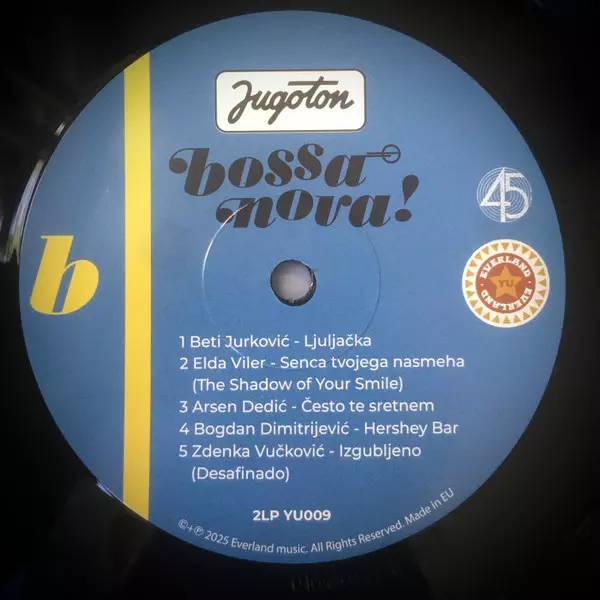 Jugoton
bossa
nova!
45
EVERLAND
YU
EVERLAND
b
1 Beti Jurković - Ljuljačka
2 Elda Viler - Senca tvojega nasmeha
(The Shadow of Your Smile)
3 Arsen Dedić - Često te sretnem
4 Bogdan Dimitrijević - Hershey Bar
5 Zdenka Vučković - Izgubljeno
(Desafinado)
2LP YU009
©+℗ 2025 Everland music. All Rights Reserved. Made in EU